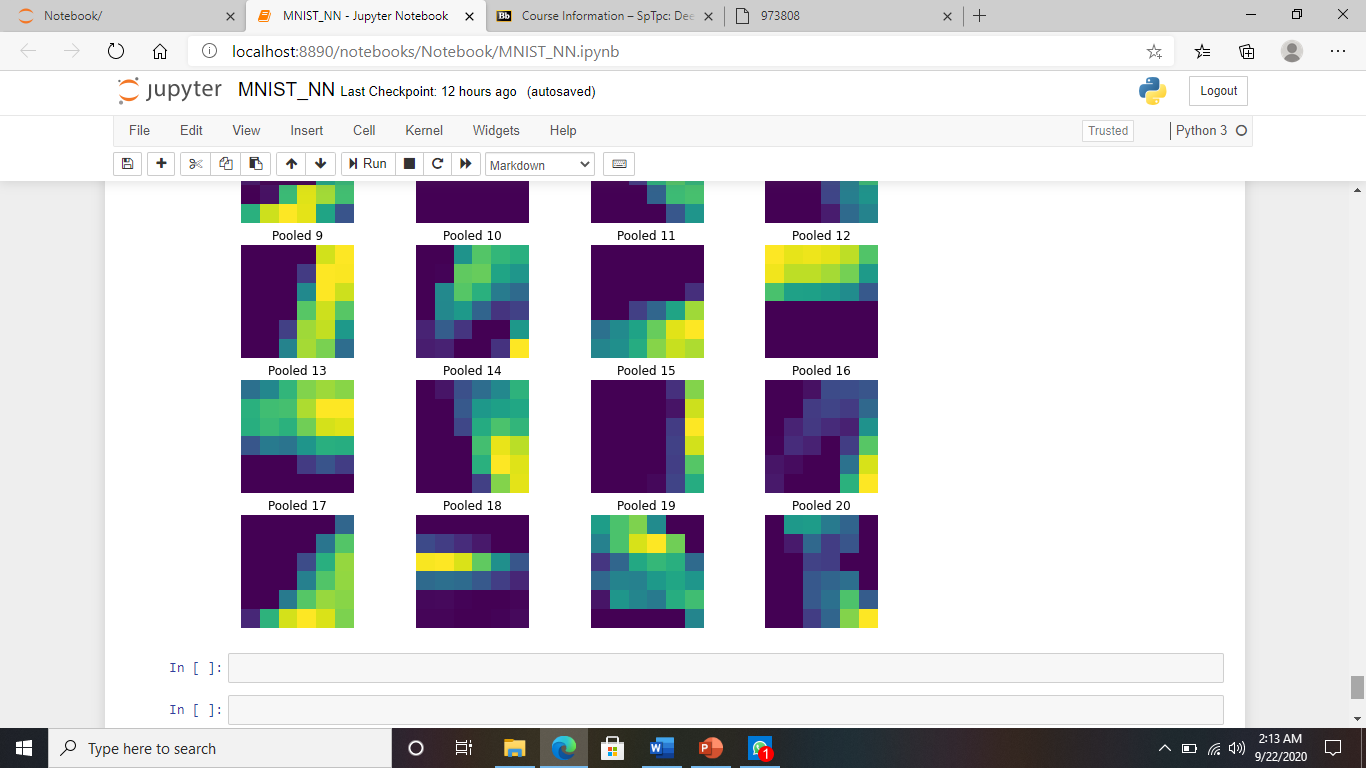 Notebook/
MNIST_NN - Jupyter Notebook
Bb
Course Information – SpTpc: Dee
973808
localhost:8890/notebooks/Notebook/MNIST_NN.ipynb
jupyter MNIST_NN Last Checkpoint: 12 hours ago (autosaved)
Logout
File Edit View Insert Cell Kernel Widgets Help
Trusted
Python 3
Run
Markdown
Pooled 9 Pooled 10 Pooled 11 Pooled 12
Pooled 13 Pooled 14 Pooled 15 Pooled 16
Pooled 17 Pooled 18 Pooled 19 Pooled 20
In [ ]:
In [ ]:
Type here to search
W
P
1
2:13 AM
9/22/2020